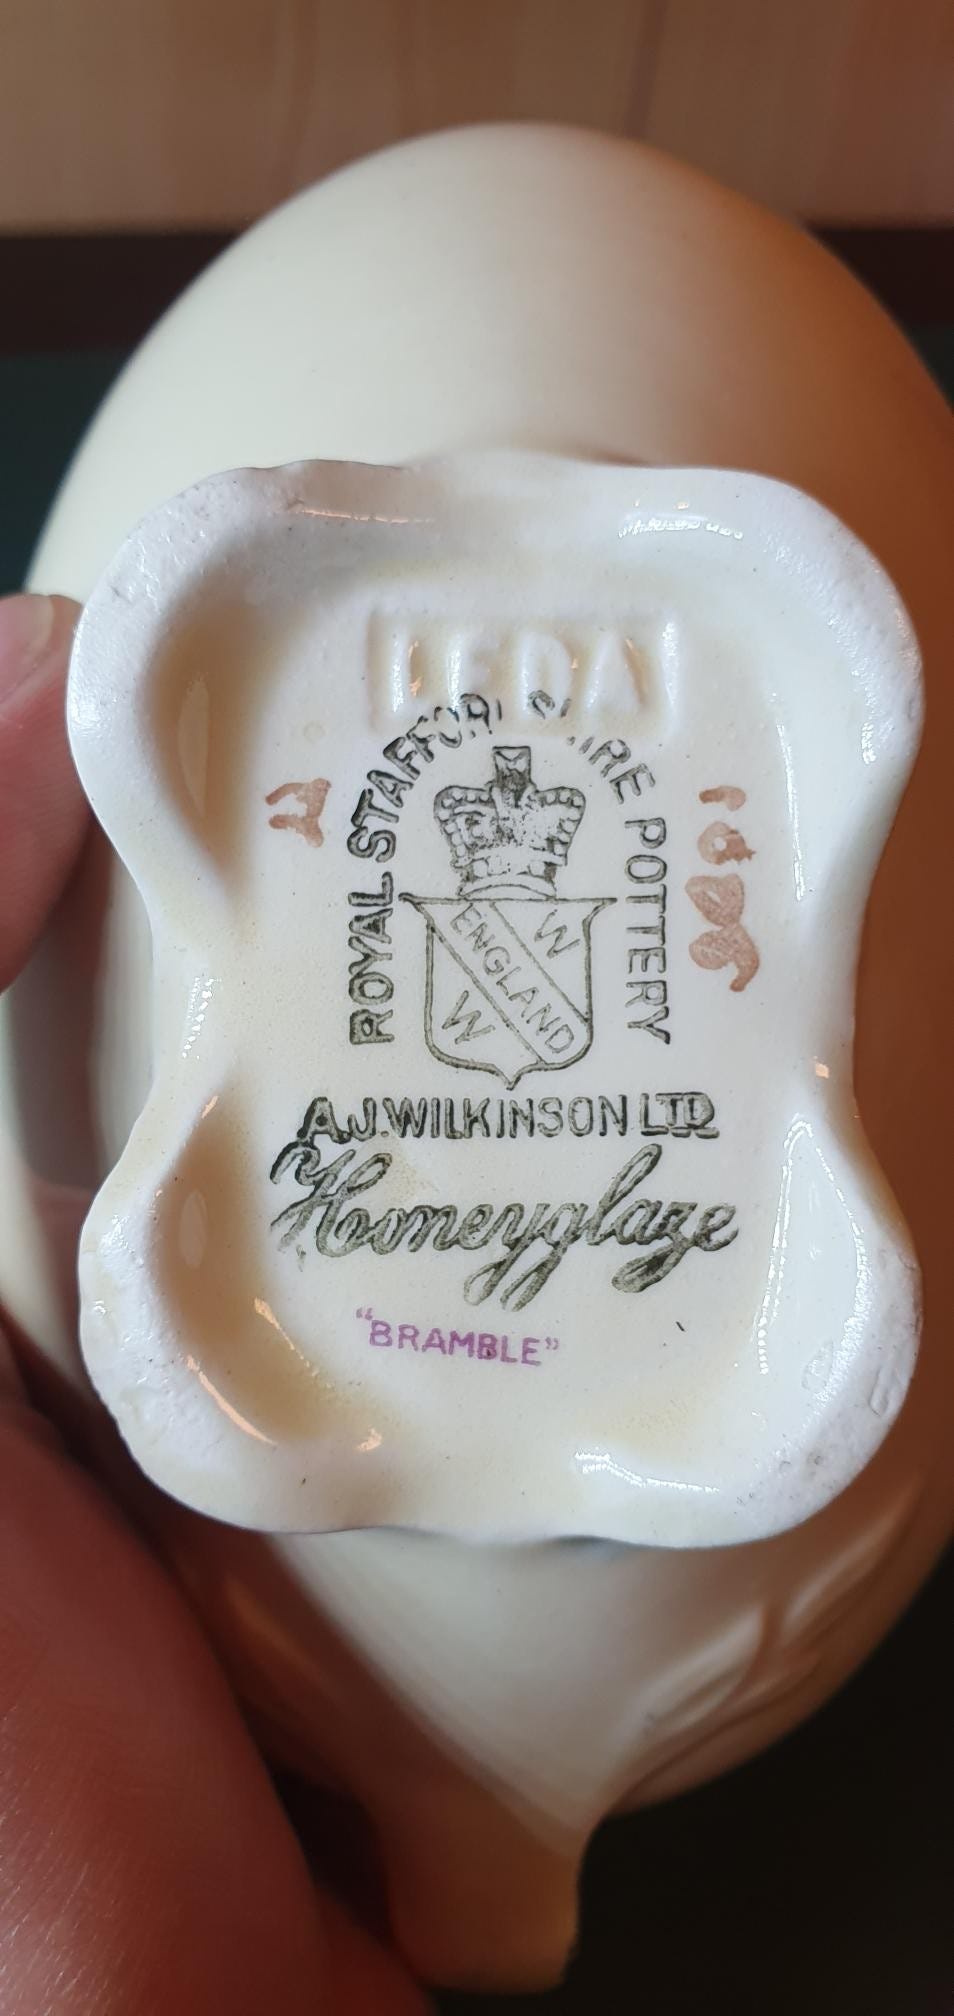 LEDA
ROYAL STAFFORDSHIRE POTTERY
W
ENGLAND
W
A.J. WILKINSON LTD
Honeyglaze
"BRAMBLE"